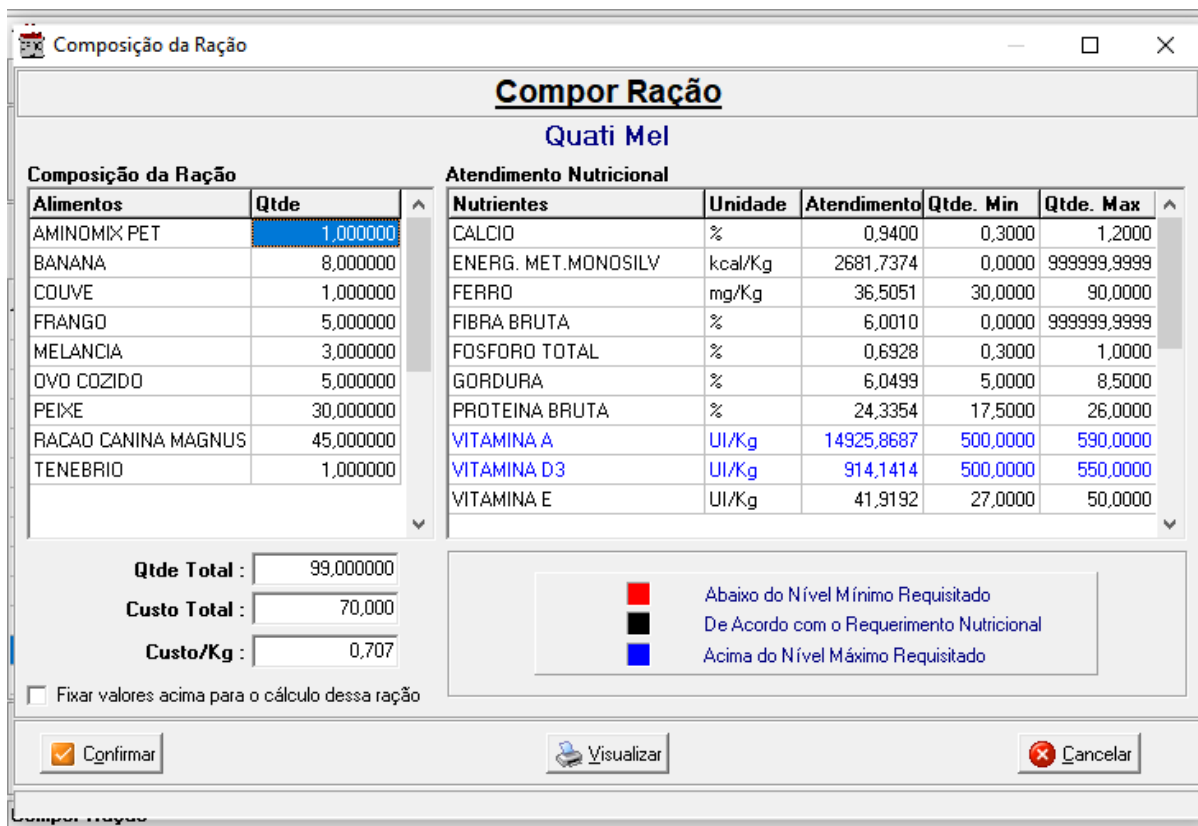 Composição da Ração
Compor Ração
Quati Mel
Composição da Ração
Alimentos Qtde
AMINOMIX PET 1,000000
BANANA 8,000000
COUVE 1,000000
FRANGO 5,000000
MELANCIA 3,000000
OVO COZIDO 5,000000
PEIXE 30,000000
RACAO CANINA MAGNUS 45,000000
TENEBRIO 1,000000
Atendimento Nutricional
Nutrientes Unidade Atendimento Qtde. Min Qtde. Max
CALCIO % 0,9400 0,3000 1,2000
ENERG. MET.MONOSILV kcal/Kg 2681,7374 0,0000 999999,9999
FERRO mg/Kg 36,5051 30,0000 90,0000
FIBRA BRUTA % 6,0010 0,0000 999999,9999
FOSFORO TOTAL % 0,6928 0,3000 1,0000
GORDURA % 6,0499 5,0000 8,5000
PROTEINA BRUTA % 24,3354 17,5000 26,0000
VITAMINA A UI/Kg 14925,8687 500,0000 590,0000
VITAMINA D3 UI/Kg 914,1414 500,0000 550,0000
VITAMINA E UI/Kg 41,9192 27,0000 50,0000
Qtde Total : 99,000000
Custo Total : 70,000
Custo/Kg : 0,707
Fixar valores acima para o cálculo dessa ração
Abaixo do Nível Mínimo Requisitado
De Acordo com o Requerimento Nutricional
Acima do Nível Máximo Requisitado
Confirmar
Visualizar
Cancelar